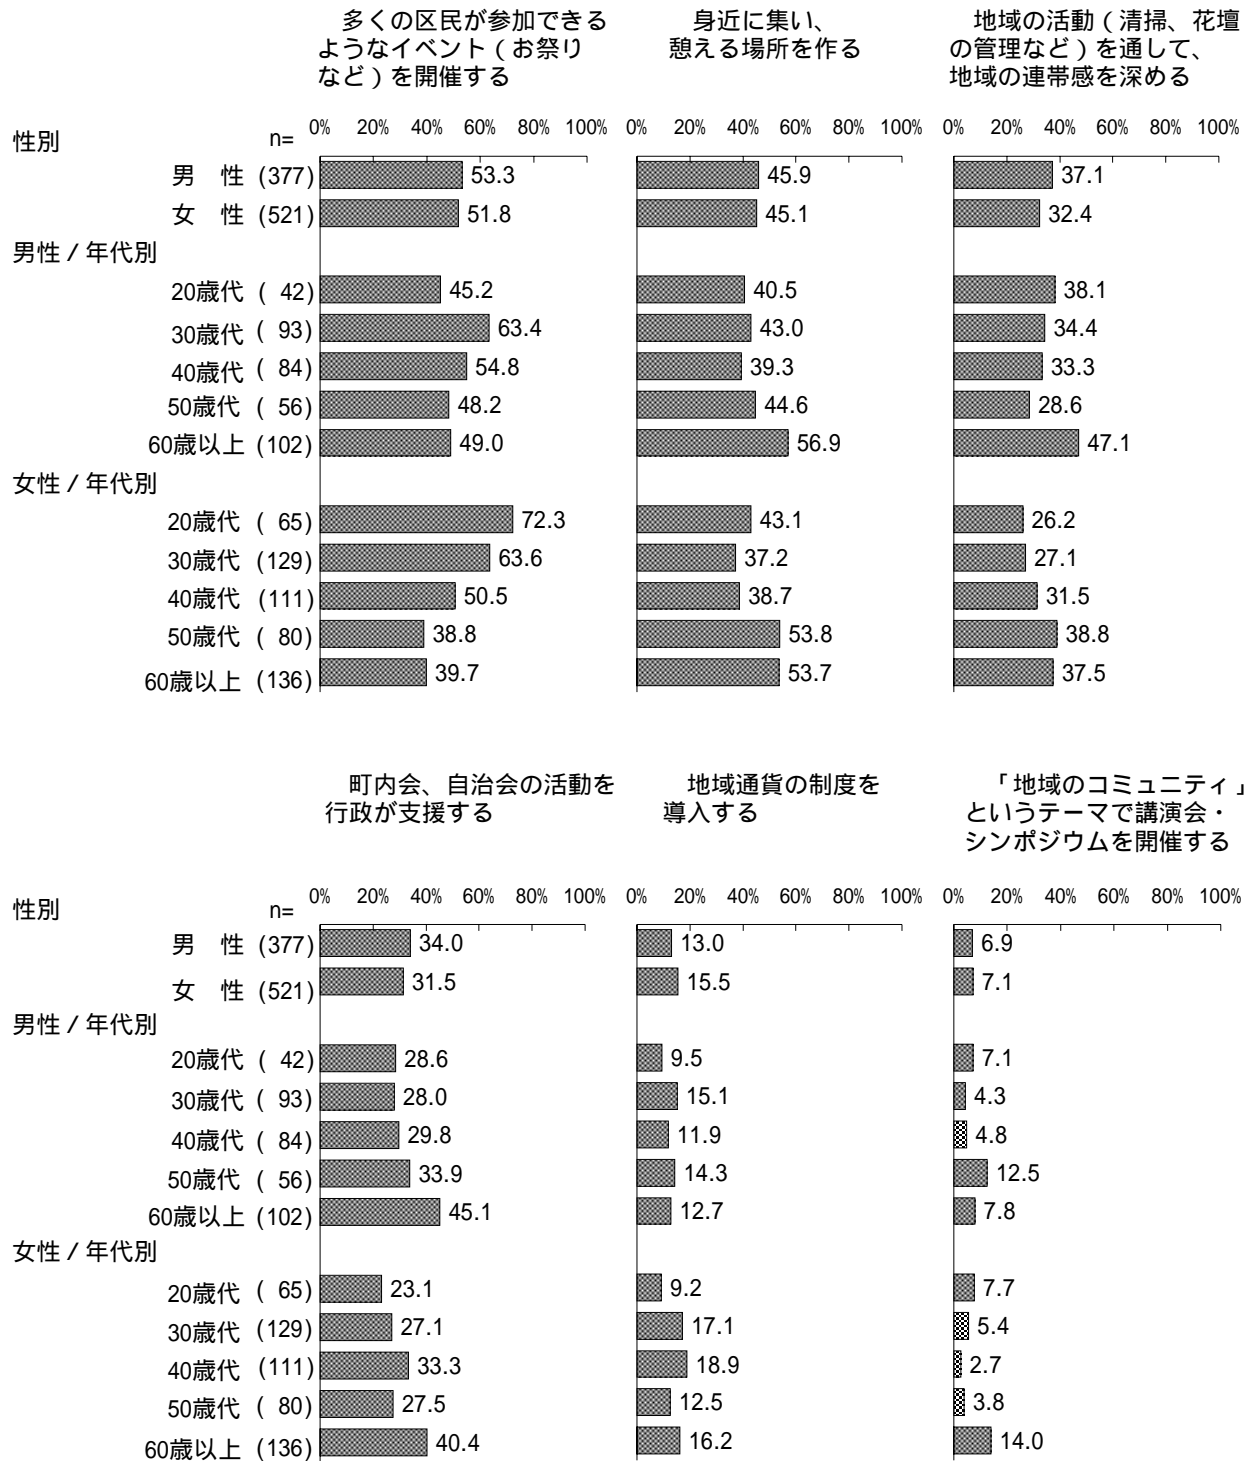 多くの区民が参加できる
ようなイベント（お祭り
など）を開催する
身近に集い、
憩える場所を作る
地域の活動（清掃、花壇
の管理など）を通して、
地域の連帯感を深める
性別 n= 0% 20% 40% 60% 80% 100% 0% 20% 40% 60% 80% 100% 0% 20% 40% 60% 80% 100%
男　性 (377) 53.3 45.9 37.1
女　性 (521) 51.8 45.1 32.4
男性 / 年代別
20歳代 ( 42) 45.2 40.5 38.1
30歳代 ( 93) 63.4 43.0 34.4
40歳代 ( 84) 54.8 39.3 33.3
50歳代 ( 56) 48.2 44.6 28.6
60歳以上 (102) 49.0 56.9 47.1
女性 / 年代別
20歳代 ( 65) 72.3 43.1 26.2
30歳代 (129) 63.6 37.2 27.1
40歳代 (111) 50.5 38.7 31.5
50歳代 ( 80) 38.8 53.8 38.8
60歳以上 (136) 39.7 53.7 37.5
町内会、自治会の活動を
行政が支援する
地域通貨の制度を
導入する
「地域のコミュニティ」
というテーマで講演会・
シンポジウムを開催する
性別 n= 0% 20% 40% 60% 80% 100% 0% 20% 40% 60% 80% 100% 0% 20% 40% 60% 80% 100%
男　性 (377) 34.0 13.0 6.9
女　性 (521) 31.5 15.5 7.1
男性 / 年代別
20歳代 ( 42) 28.6 9.5 7.1
30歳代 ( 93) 28.0 15.1 4.3
40歳代 ( 84) 29.8 11.9 4.8
50歳代 ( 56) 33.9 14.3 12.5
60歳以上 (102) 45.1 12.7 7.8
女性 / 年代別
20歳代 ( 65) 23.1 9.2 7.7
30歳代 (129) 27.1 17.1 5.4
40歳代 (111) 33.3 18.9 2.7
50歳代 ( 80) 27.5 12.5 3.8
60歳以上 (136) 40.4 16.2 14.0